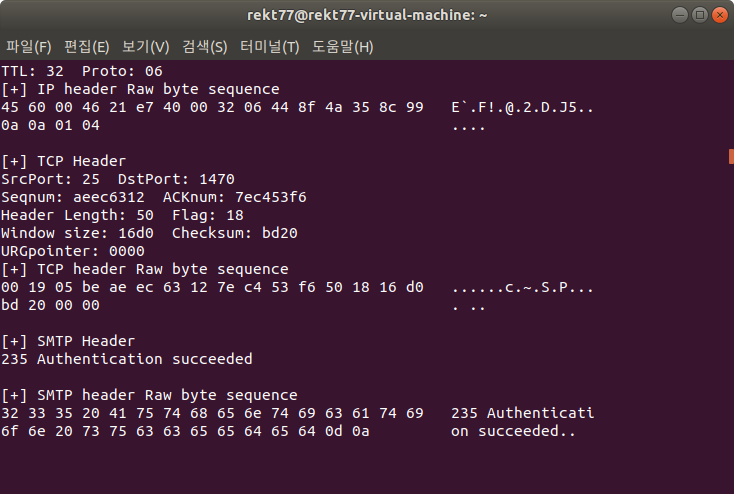 rekt77@rekt77-virtual-machine: ~
파일(F) 편집(E) 보기(V) 검색(S) 터미널(T) 도움말(H)
TTL: 32  Proto: 06
[+] IP header Raw byte sequence
45 60 00 46 21 e7 40 00 32 06 44 8f 4a 35 8c 99   E`.F!.@.2.D.J5..
0a 0a 01 04                                       ....
[+] TCP Header
SrcPort: 25  DstPort: 1470
Seqnum: aeec6312  ACKnum: 7ec453f6
Header Length: 50  Flag: 18
Window size: 16d0  Checksum: bd20
URGpointer: 0000
[+] TCP header Raw byte sequence
00 19 05 be ae ec 63 12 7e c4 53 f6 50 18 16 d0   ......c.~.S.P...
bd 20 00 00                                       . ..
[+] SMTP Header
235 Authentication succeeded
[+] SMTP header Raw byte sequence
32 33 35 20 41 75 74 68 65 6e 74 69 63 61 74 69   235 Authenticati
6f 6e 20 73 75 63 63 65 65 64 65 64 0d 0a         on succeeded..